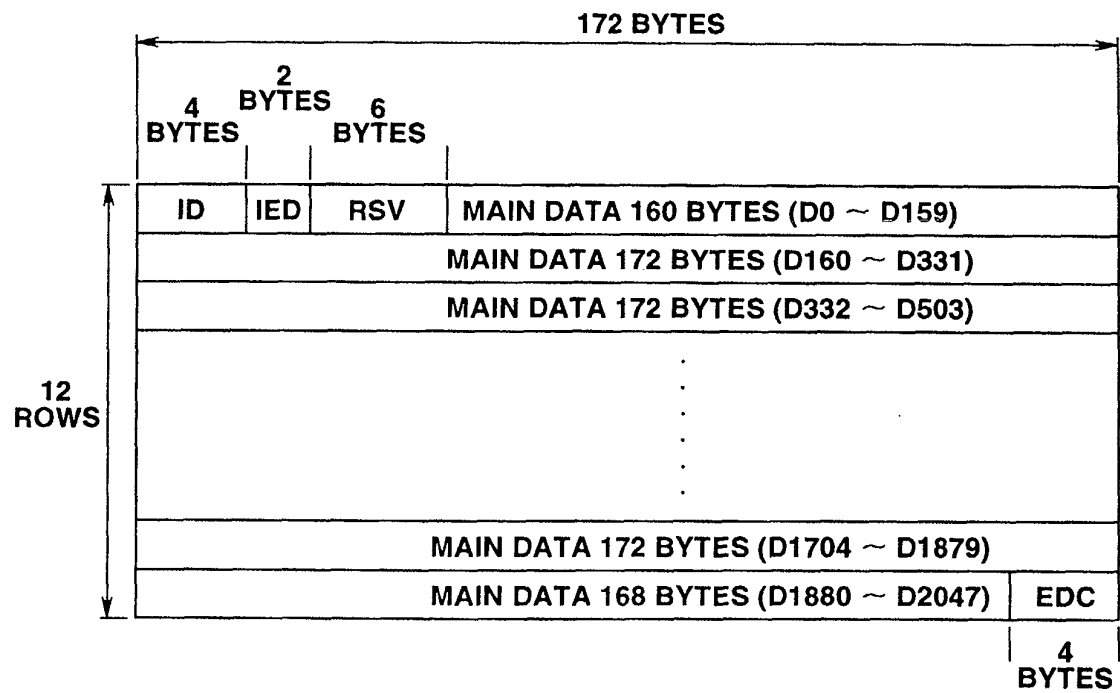 172 BYTES
4 BYTES
2 BYTES
6 BYTES
ID IED RSV MAIN DATA 160 BYTES (D0 ~ D159)
MAIN DATA 172 BYTES (D160 ~ D331)
MAIN DATA 172 BYTES (D332 ~ D503)
12 ROWS
MAIN DATA 172 BYTES (D1704 ~ D1879)
MAIN DATA 168 BYTES (D1880 ~ D2047) EDC
4 BYTES